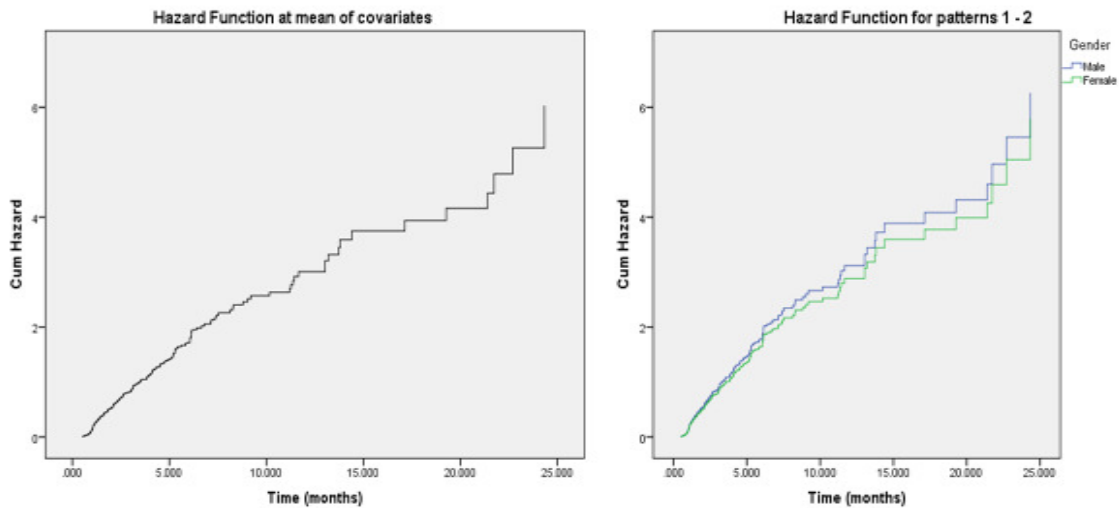 Hazard Function at mean of covariates
Cum Hazard
6
4
2
0
.000 5.000 10.000 15.000 20.000 25.000
Time (months)
Hazard Function for patterns 1 - 2
Cum Hazard
6
4
2
0
.000 5.000 10.000 15.000 20.000 25.000
Time (months)
Gender
Male
Female